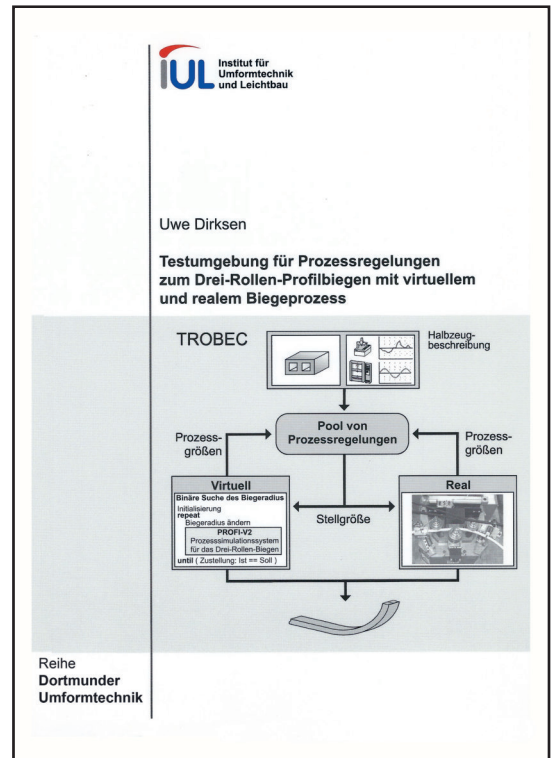 IUL
Institut für
Umformtechnik
und Leichtbau
Uwe Dirksen
Testumgebung für Prozessregelungen
zum Drei-Rollen-Profilbiegen mit virtuellem
und realem Biegeprozess
TROBEC
Halbzeug-
beschreibung
Pool von
Prozessregelungen
Prozess-
größen
Prozess-
größen
Virtuell
Binäre Suche des Biegeradius
Initialisierung
repeat
Biegeradius ändern
PROFI-V2
Prozesssimulationssystem
für das Drei-Rollen-Biegen
until ( Zustellung: Ist == Soll )
Stellgröße
Real
Reihe
Dortmunder
Umformtechnik